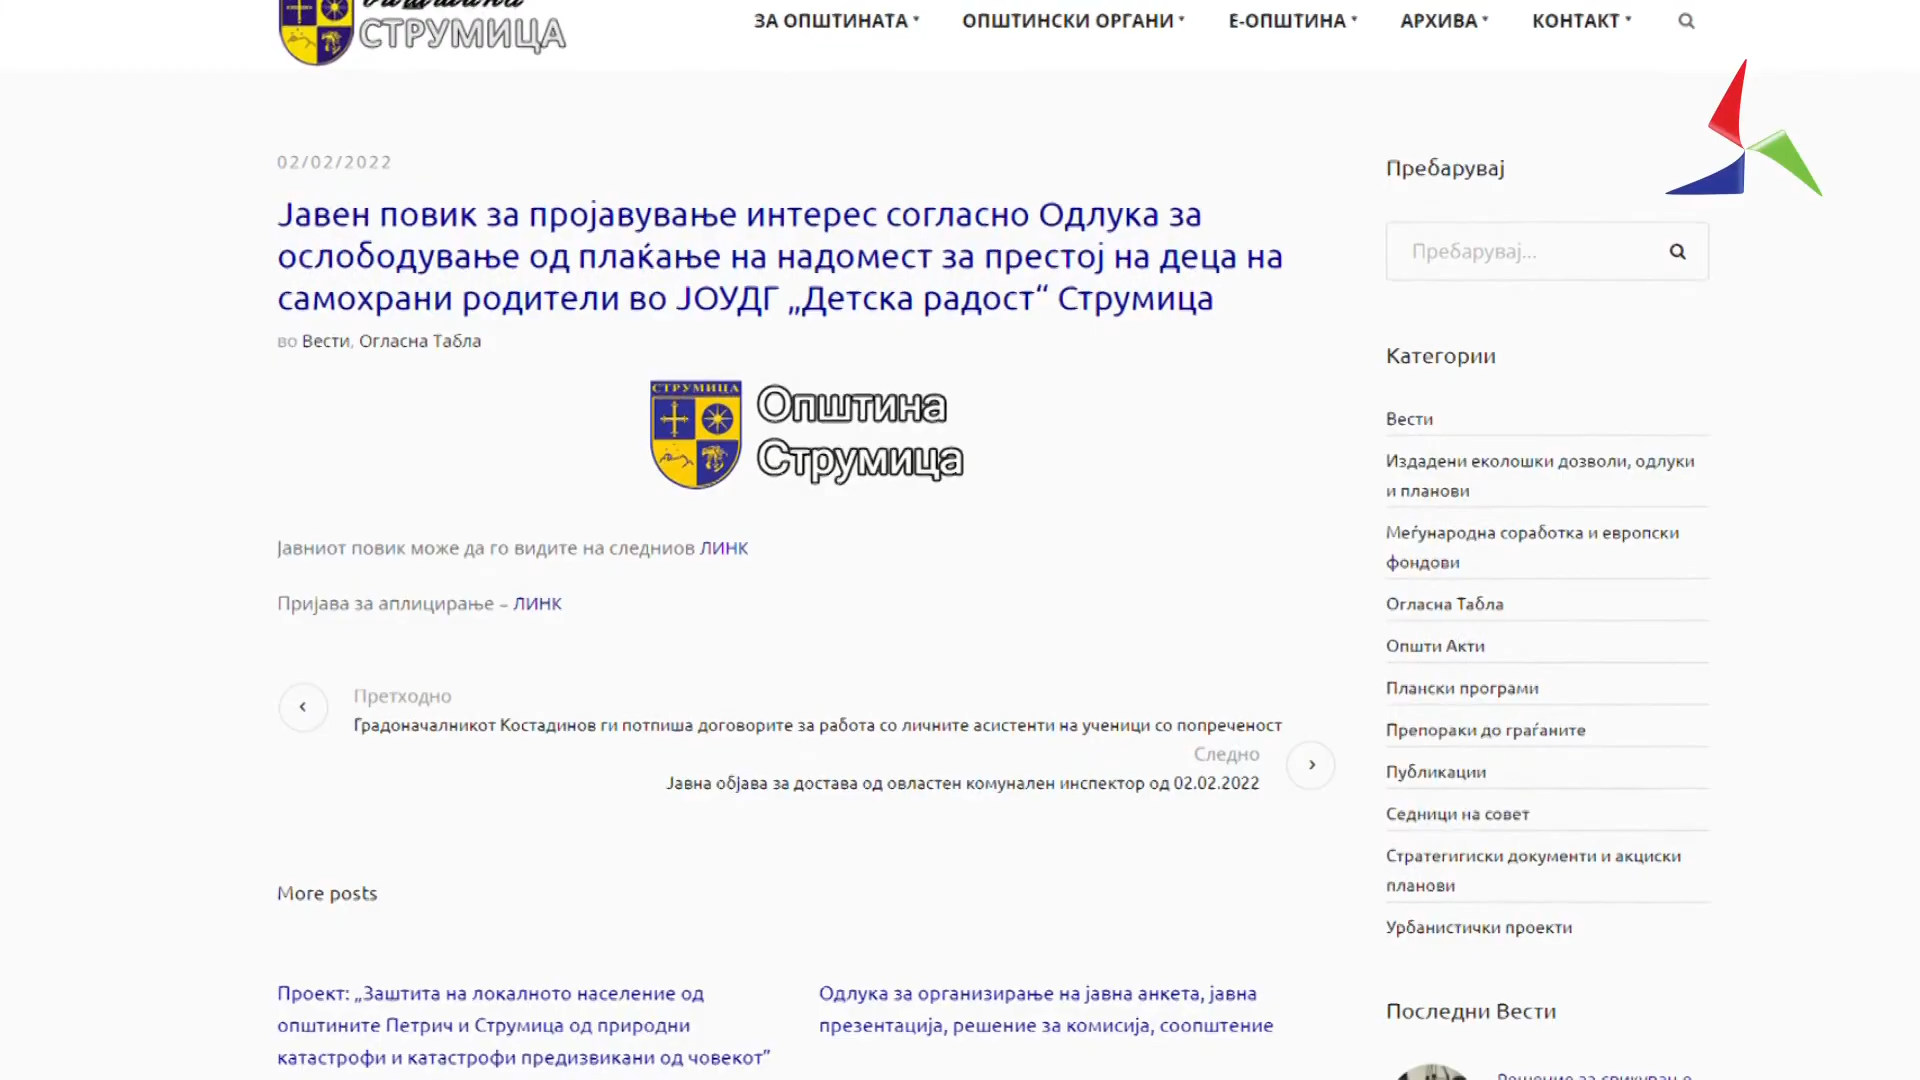 СТРУМИЦА
ЗА ОПШТИНАТА
ОПШТИНСКИ ОРГАНИ
Е-ОПШТИНА
АРХИВА
КОНТАКТ
02/02/2022
Јавен повик за пројавување интерес согласно Одлука за
ослободување од плаќање на надомест за престој на деца на
самохрани родители во ЈОУДГ „Детска радост“ Струмица
во Вести, Огласна Табла
СТРУМИЦА
Општина
Струмица
Јавниот повик може да го видите на следниов ЛИНК
Пријава за аплицирање – ЛИНК
Претходно
Градоначалникот Костадинов ги потпиша договорите за работа со личните асистенти на ученици со попреченост
Следно
Јавна објава за достава од овластен комунален инспектор од 02.02.2022
More posts
Проект: „Заштита на локалното население од
општините Петрич и Струмица од природни
катастрофи и катастрофи предизвикани од човекот”
Одлука за организирање на јавна анкета, јавна
презентација, решение за комисија, соопштение
Пребарувај
Пребарувај...
Категории
Вести
Издадени еколошки дозволи, одлуки
и планови
Меѓународна соработка и европски
фондови
Огласна Табла
Општи Акти
Плански програми
Препораки до граѓаните
Публикации
Седници на совет
Стратегигиски документи и акциски
планови
Урбанистички проекти
Последни Вести